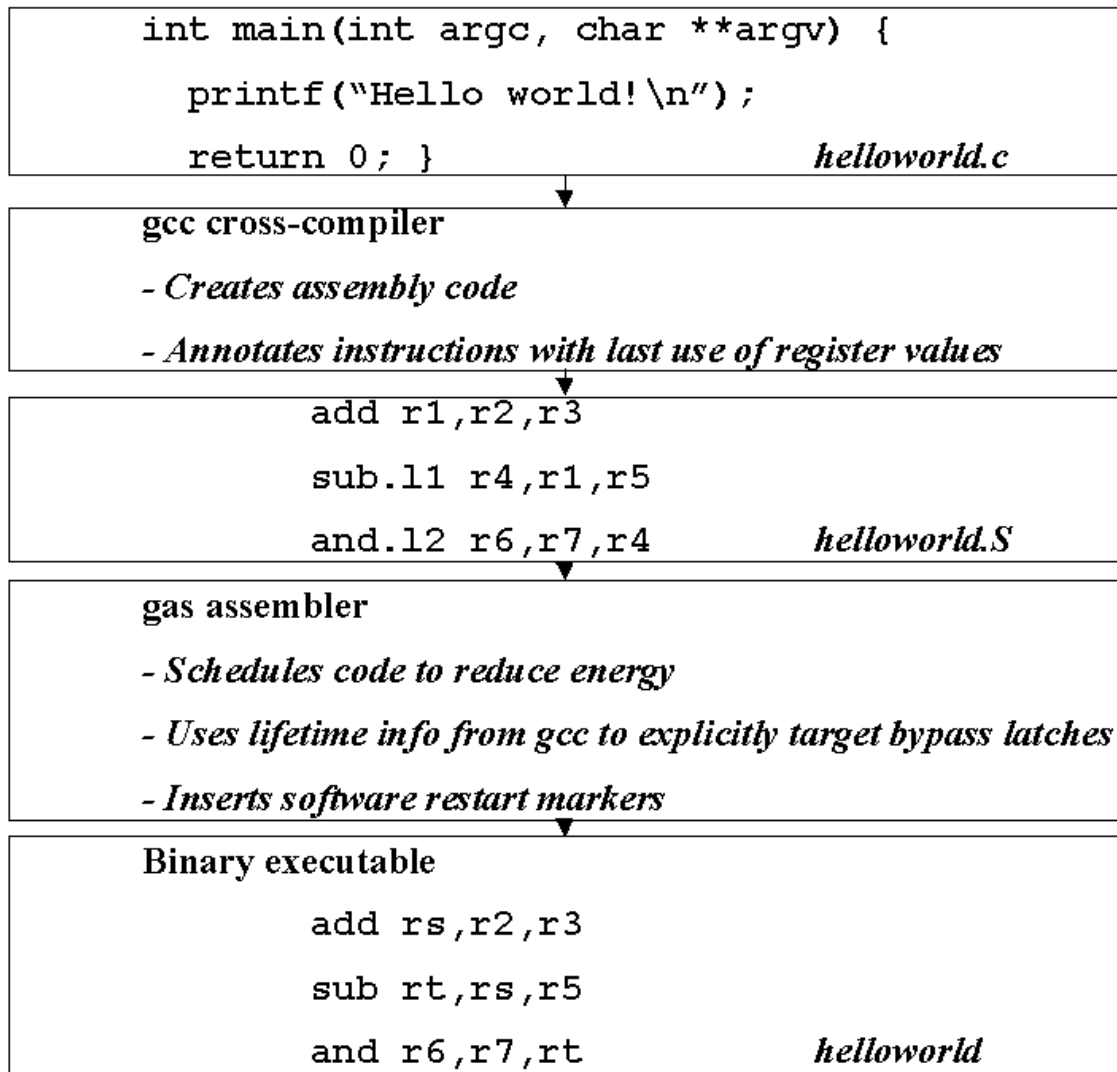 int main(int argc, char **argv) {
printf(“Hello world!\n”);
return 0; } helloworld.c
gcc cross-compiler
- Creates assembly code
- Annotates instructions with last use of register values
add r1,r2,r3
sub.l1 r4,r1,r5
and.l2 r6,r7,r4 helloworld.S
gas assembler
- Schedules code to reduce energy
- Uses lifetime info from gcc to explicitly target bypass latches
- Inserts software restart markers
Binary executable
add rs,r2,r3
sub rt,rs,r5
and r6,r7,rt helloworld